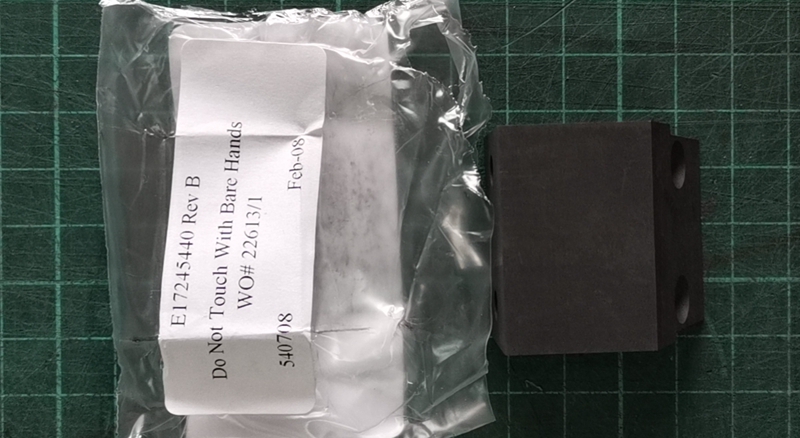 E17245440 Rev B
Do Not Touch With Bare Hands
WO# 22613/1
540708 Feb-08